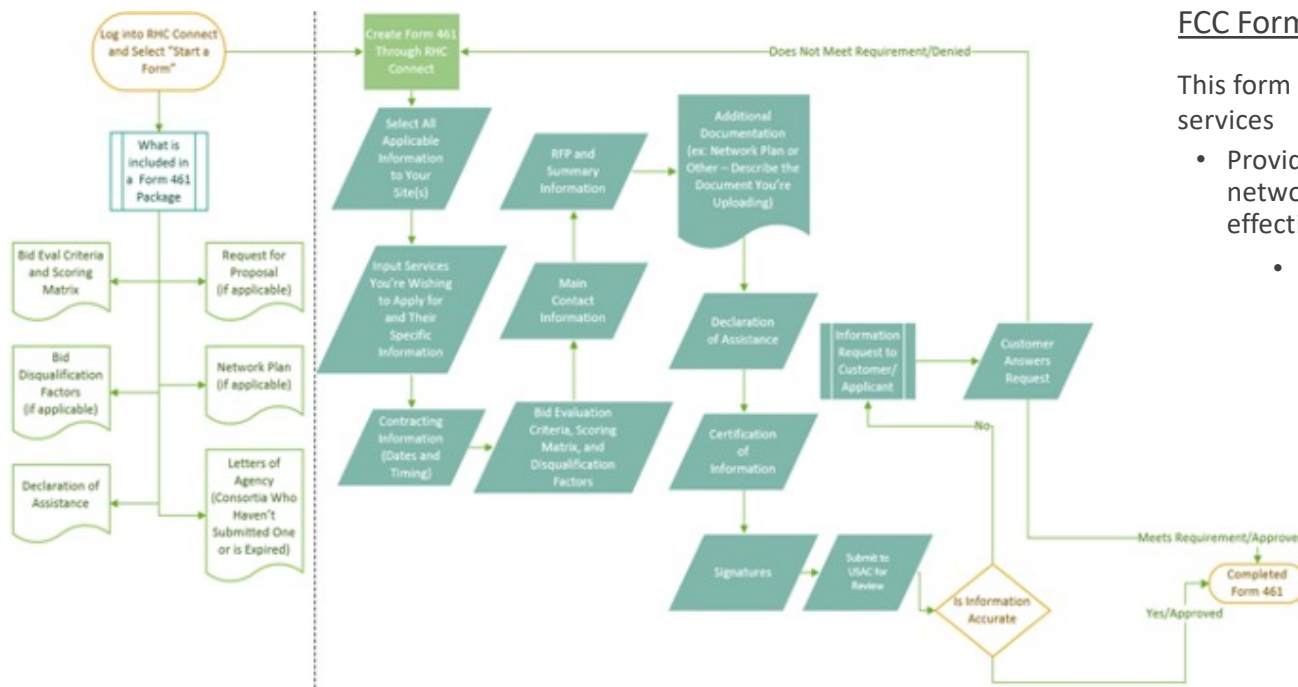 Log into RHC Connect
and Select "Start a
Form"
What is
included in
a Form 461
Package
Bid Eval Criteria
and Scoring
Matrix
Request for
Proposal
(if applicable)
Bid
Disqualification
Factors
(if applicable)
Network Plan
(if applicable)
Declaration of
Assistance
Letters of
Agency
(Consortia Who
Haven't
Submitted One
or is Expired)
Create Form 461
Through RHC
Connect
Select All
Applicable
Information
to Your
Site(s)
Input Services
You're Wishing
to Apply for
and Their
Specific
Information
Contracting
Information
(Dates and
Timing)
Bid Evaluation
Criteria, Scoring
Matrix, and
Disqualification
Factors
Main
Contact
Information
RFP and
Summary
Information
Additional
Documentation
(ex: Network Plan or
Other – Describe the
Document You're
Uploading)
Declaration
of Assistance
Certification
of
Information
Signatures
Submit to
USAC for
Review
Is Information
Accurate
No
Information
Request to
Customer/
Applicant
Customer
Answers
Request
Does Not Meet Requirement/Denied
Meets Requirement/Approve
Yes/Approved
Completed
Form 461
FCC Form
This form
services
• Provid
netwo
effecti
•